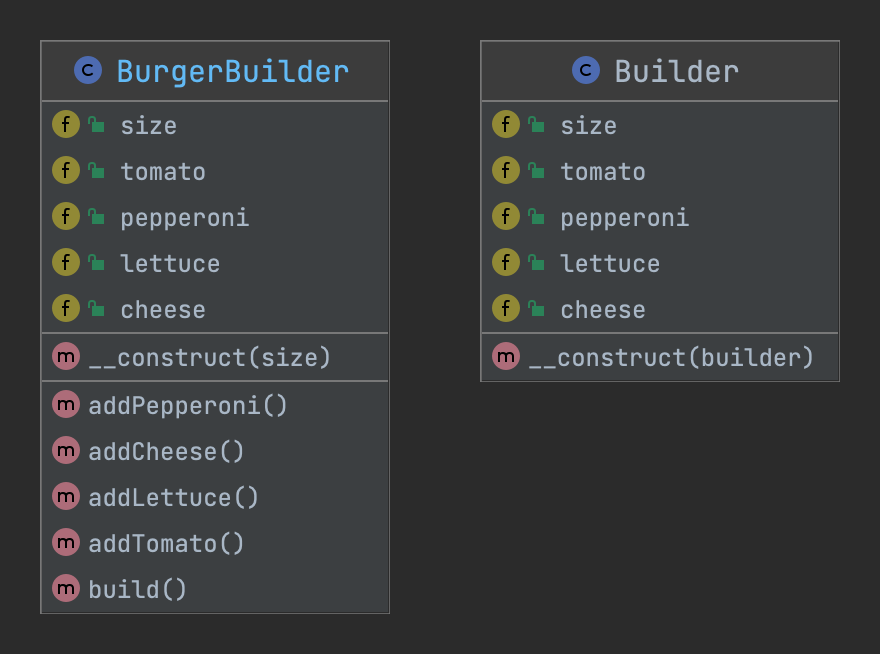 C BurgerBuilder
f size
f tomato
f pepperoni
f lettuce
f cheese
m __construct(size)
m addPepperoni()
m addCheese()
m addLettuce()
m addTomato()
m build()
C Builder
f size
f tomato
f pepperoni
f lettuce
f cheese
m __construct(builder)